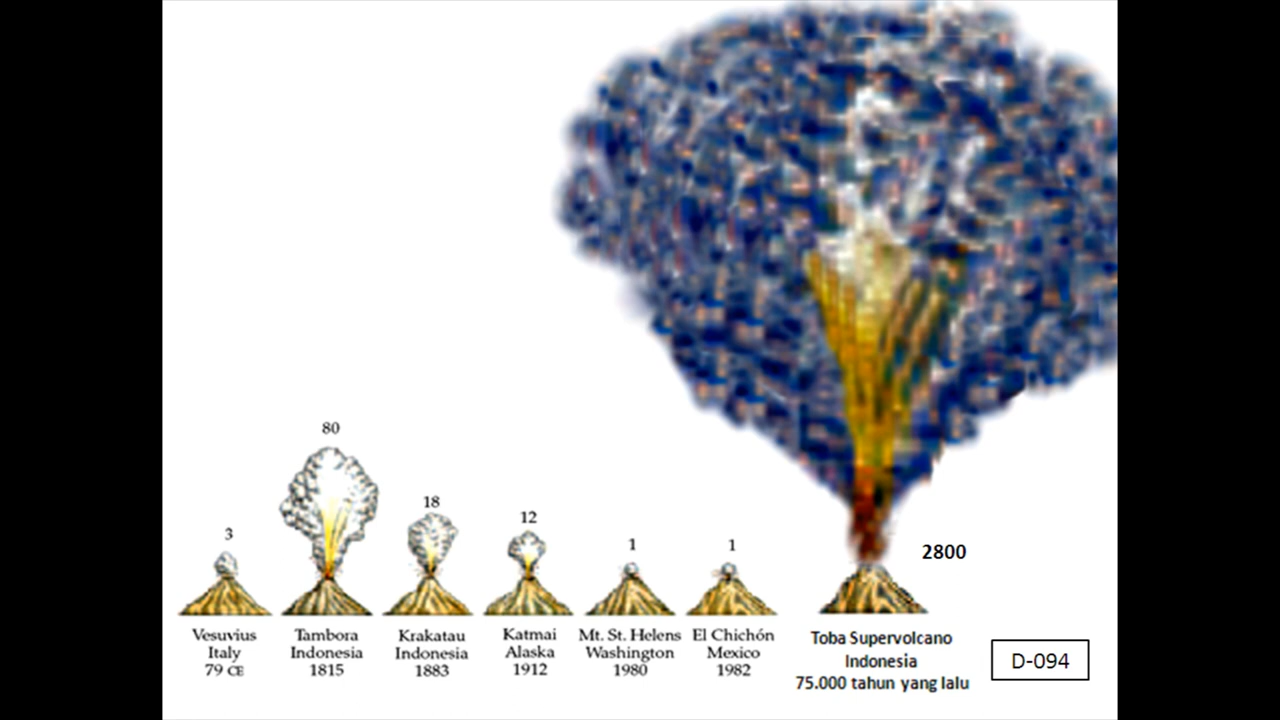 80
18
12
3
1
1
2800
Vesuvius
Italy
79 CE
Tambora
Indonesia
1815
Krakatau
Indonesia
1883
Katmai
Alaska
1912
Mt. St. Helens
Washington
1980
El Chichón
Mexico
1982
Toba Supervolcano
Indonesia
75.000 tahun yang lalu
D-094